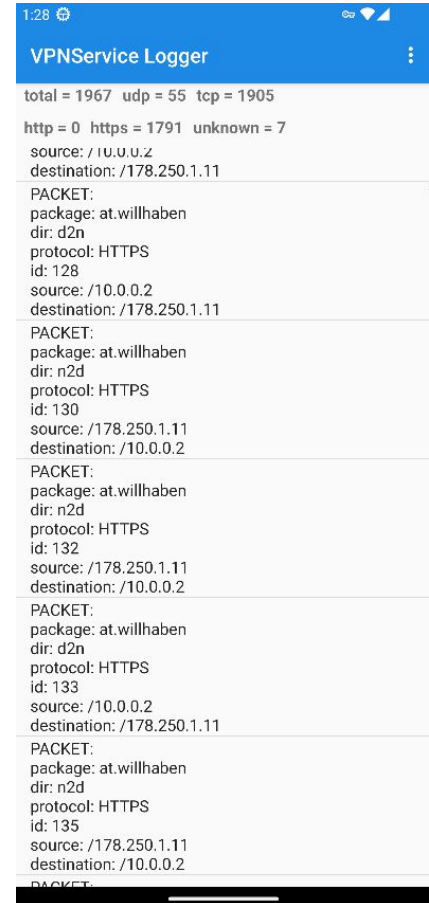 1:28
VPNService Logger
total = 1967 udp = 55 tcp = 1905
http = 0 https = 1791 unknown = 7
source: /10.0.0.2
destination: /178.250.1.11
PACKET:
package: at.willhaben
dir: d2n
protocol: HTTPS
id: 128
source: /10.0.0.2
destination: /178.250.1.11
PACKET:
package: at.willhaben
dir: n2d
protocol: HTTPS
id: 130
source: /178.250.1.11
destination: /10.0.0.2
PACKET:
package: at.willhaben
dir: n2d
protocol: HTTPS
id: 132
source: /178.250.1.11
destination: /10.0.0.2
PACKET:
package: at.willhaben
dir: d2n
protocol: HTTPS
id: 133
source: /10.0.0.2
destination: /178.250.1.11
PACKET:
package: at.willhaben
dir: n2d
protocol: HTTPS
id: 135
source: /178.250.1.11
destination: /10.0.0.2
PACKET: